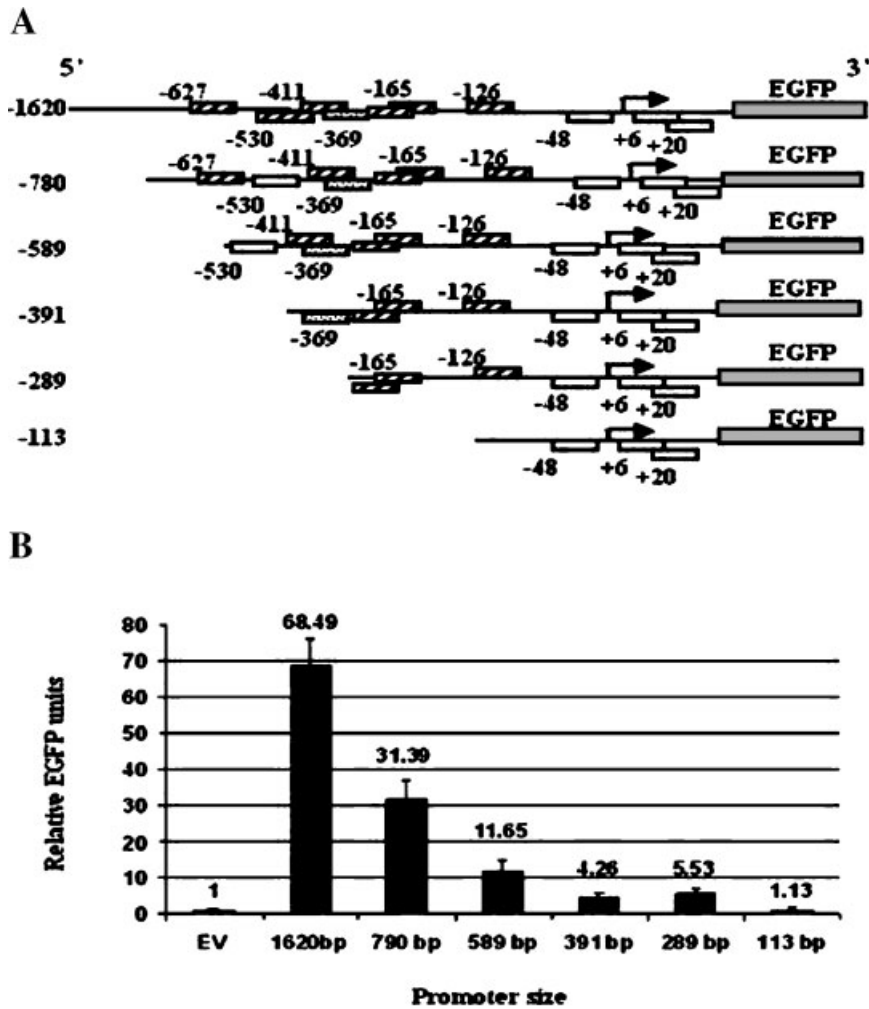 A
5' 3'
-1620 -627 -411 -165 -126 EGFP
-530 -369 -48 +6 +20
-780 -627 -411 -165 -126 EGFP
-530 -369 -48 +6 +20
-589 -411 -165 -126 EGFP
-530 -369 -48 +6 +20
-391 -165 -126 EGFP
-369 -48 +6 +20
-289 -165 -126 EGFP
-48 +6 +20
-113 EGFP
-48 +6 +20
B
Relative EGFP units
80
70
60
50
40
30
20
10
0
1 68.49 31.39 11.65 4.26 5.53 1.13
EV 1620bp 790 bp 589 bp 391 bp 289 bp 113 bp
Promoter size